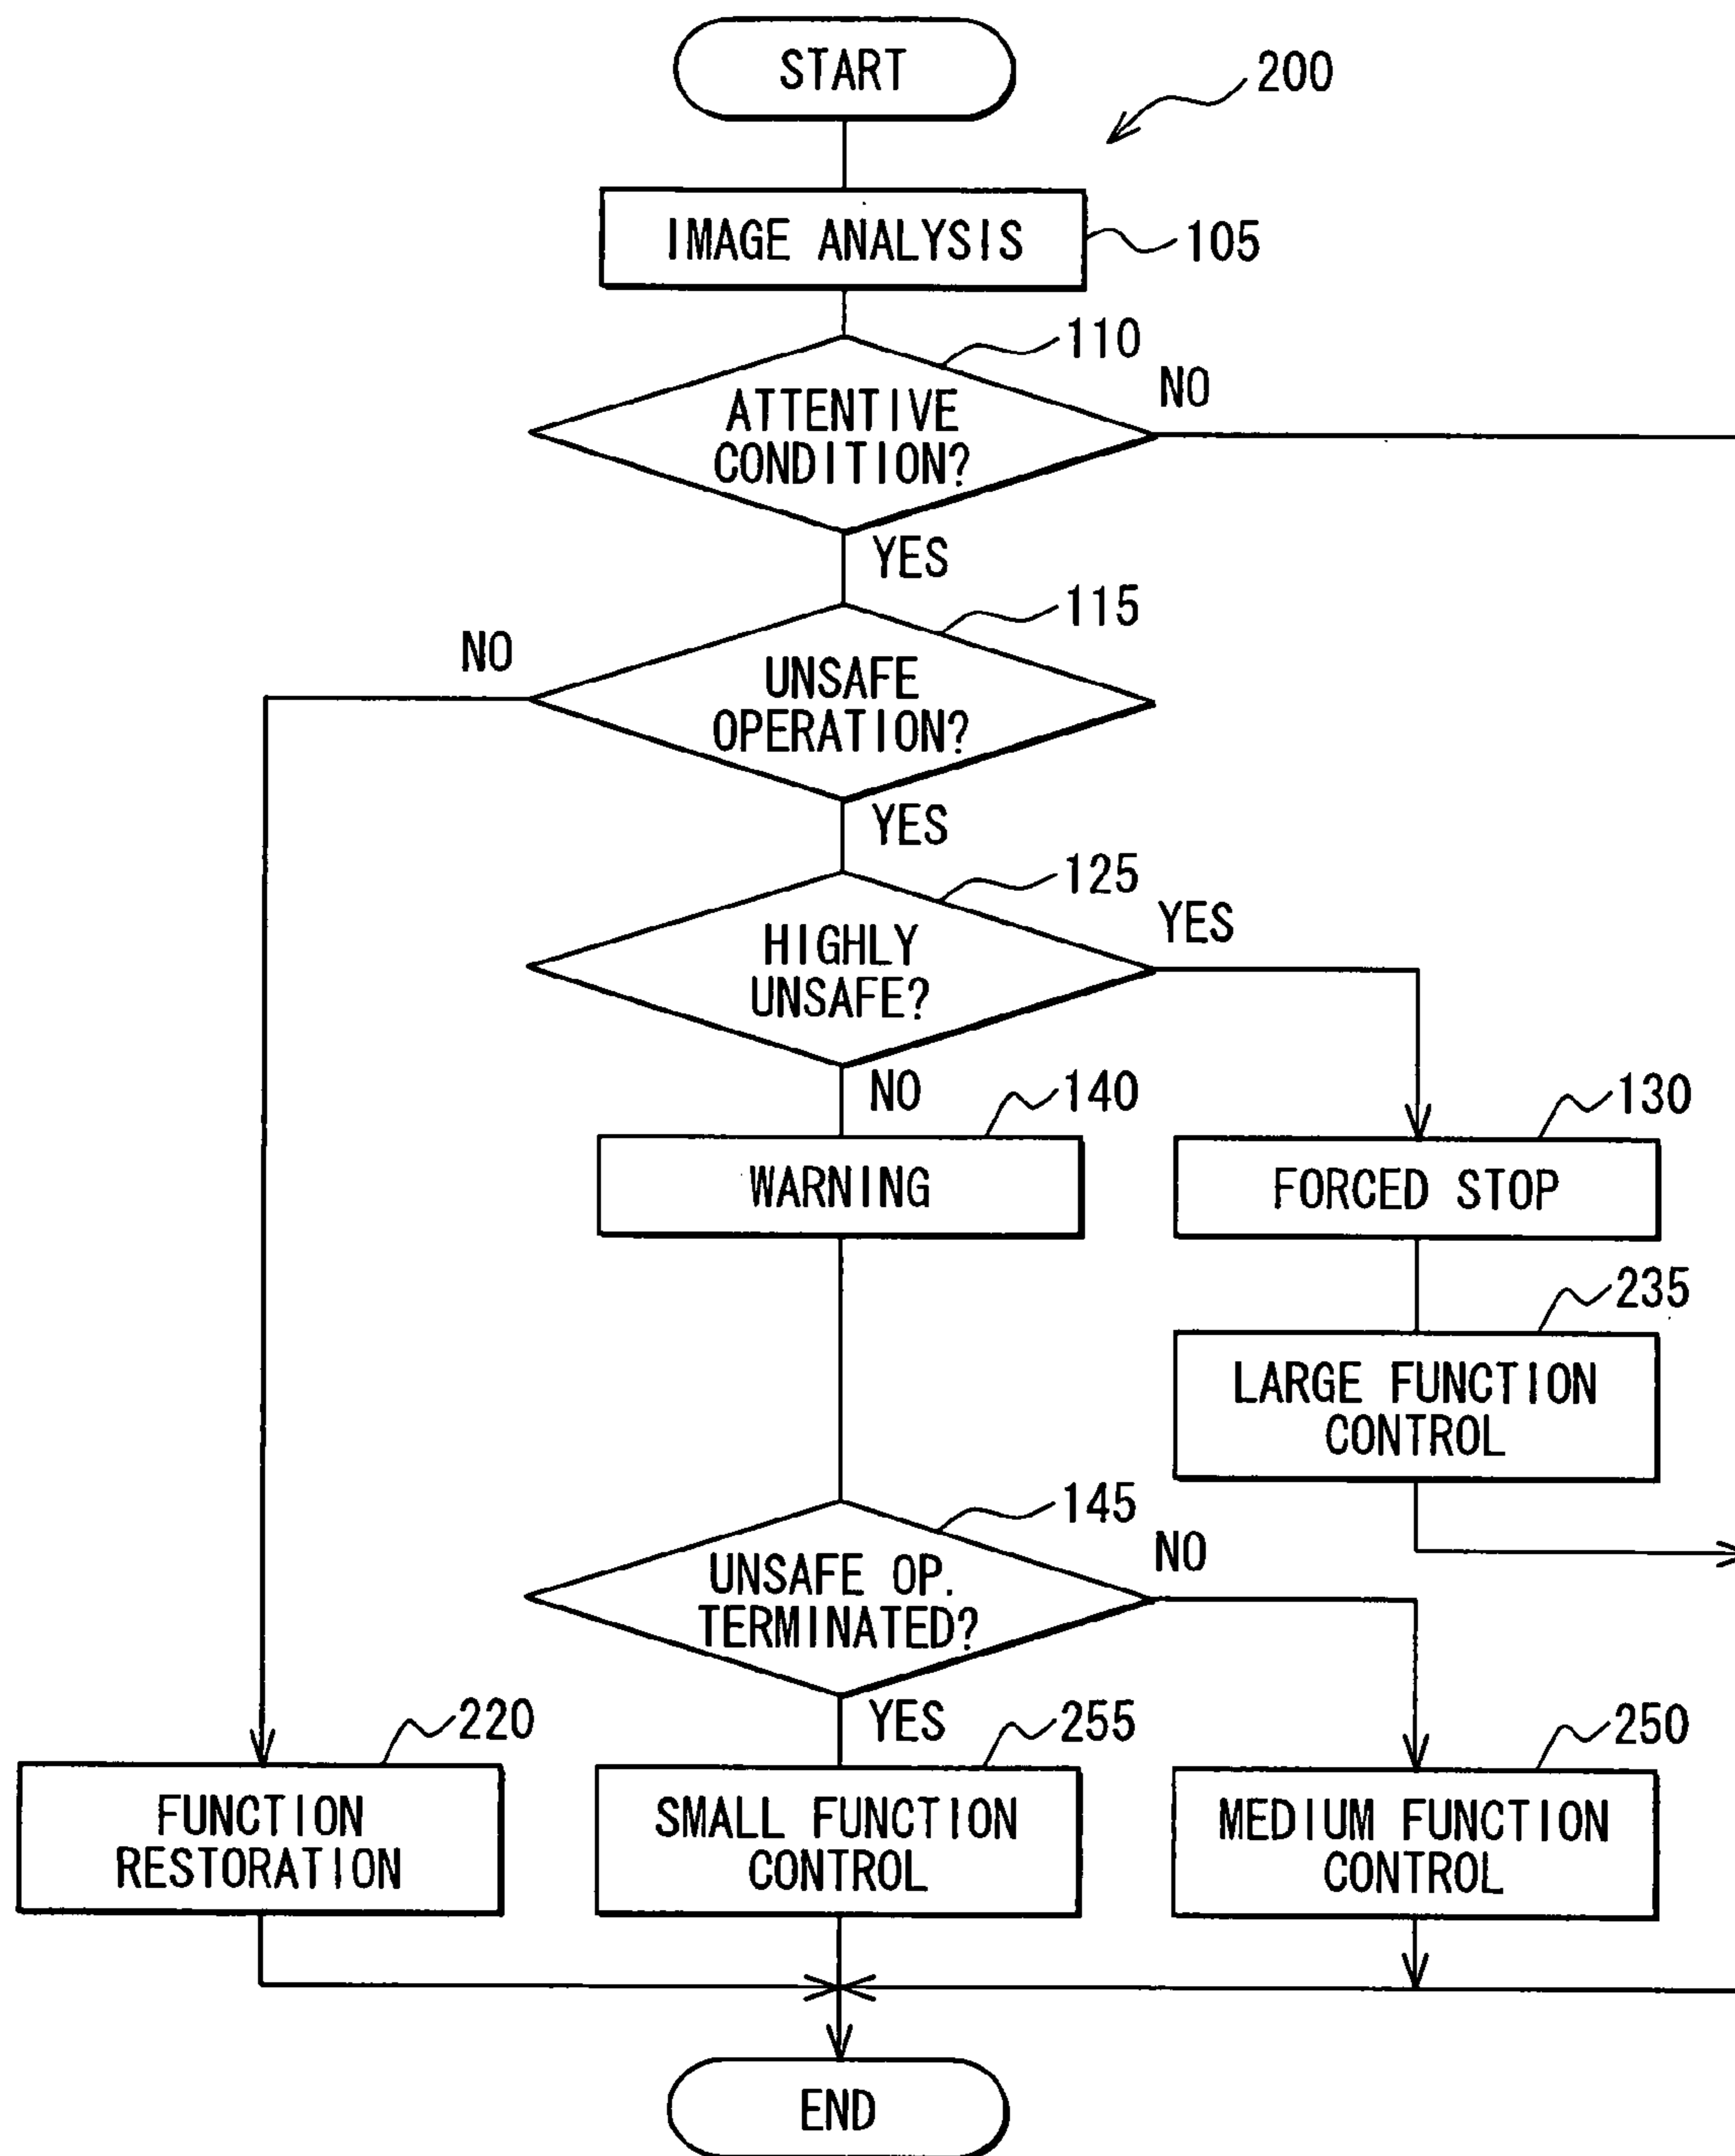 START
200
IMAGE ANALYSIS
105
110
NO
ATTENTIVE
CONDITION?
YES
115
NO
UNSAFE
OPERATION?
YES
125
YES
HIGHLY
UNSAFE?
NO
140
130
WARNING
FORCED STOP
235
LARGE FUNCTION
CONTROL
145
NO
UNSAFE OP.
TERMINATED?
YES
220
255
250
FUNCTION
RESTORATION
SMALL FUNCTION
CONTROL
MEDIUM FUNCTION
CONTROL
END